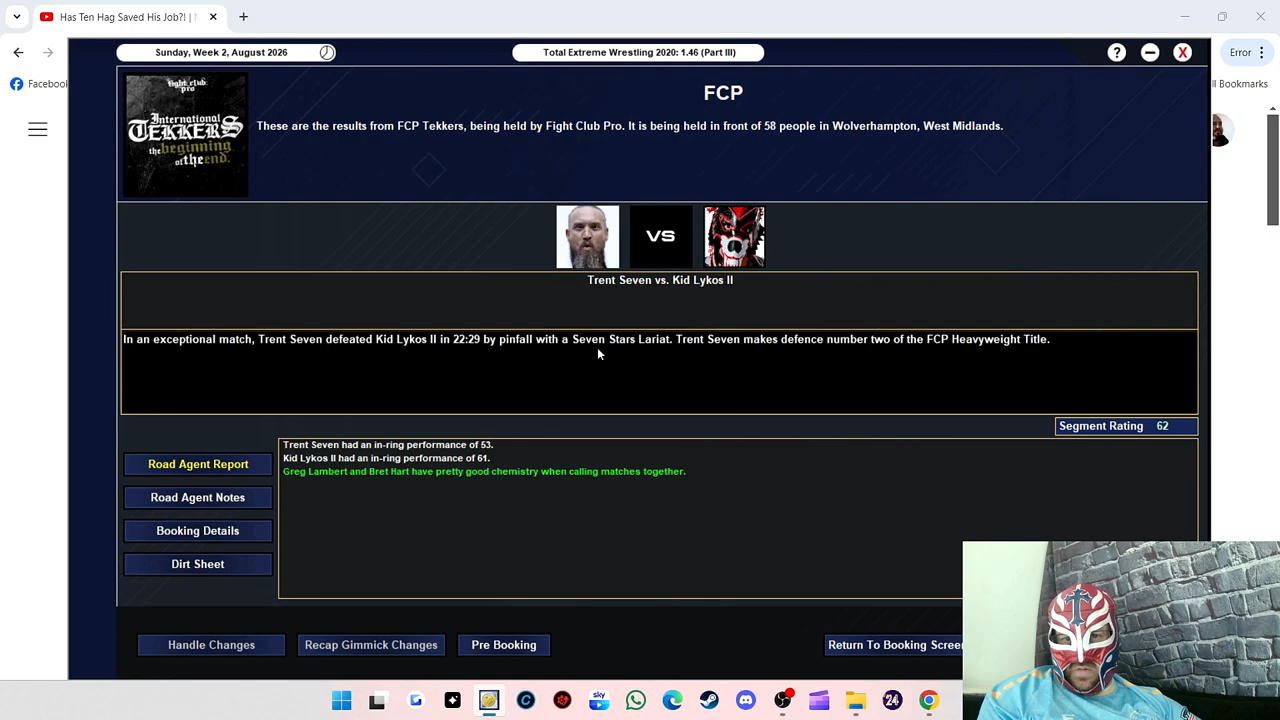 Has Ten Hag Saved His Job?! |
Error
Facebook
ll Bookmarks
Sunday, Week 2, August 2026
Total Extreme Wrestling 2020: 1.46 (Part III)
?
X
fight club:
pro
International
TEKKERS
the beginning
of the end.
FCP
These are the results from FCP Tekkers, being held by Fight Club Pro. It is being held in front of 58 people in Wolverhampton, West Midlands.
VS
Trent Seven vs. Kid Lykos II
In an exceptional match, Trent Seven defeated Kid Lykos II in 22:29 by pinfall with a Seven Stars Lariat. Trent Seven makes defence number two of the FCP Heavyweight Title.
Segment Rating 62
Road Agent Report
Road Agent Notes
Booking Details
Dirt Sheet
Trent Seven had an in-ring performance of 53.
Kid Lykos II had an in-ring performance of 61.
Greg Lambert and Bret Hart have pretty good chemistry when calling matches together.
Handle Changes
Recap Gimmick Changes
Pre Booking
Return To Booking Screen
sky
24